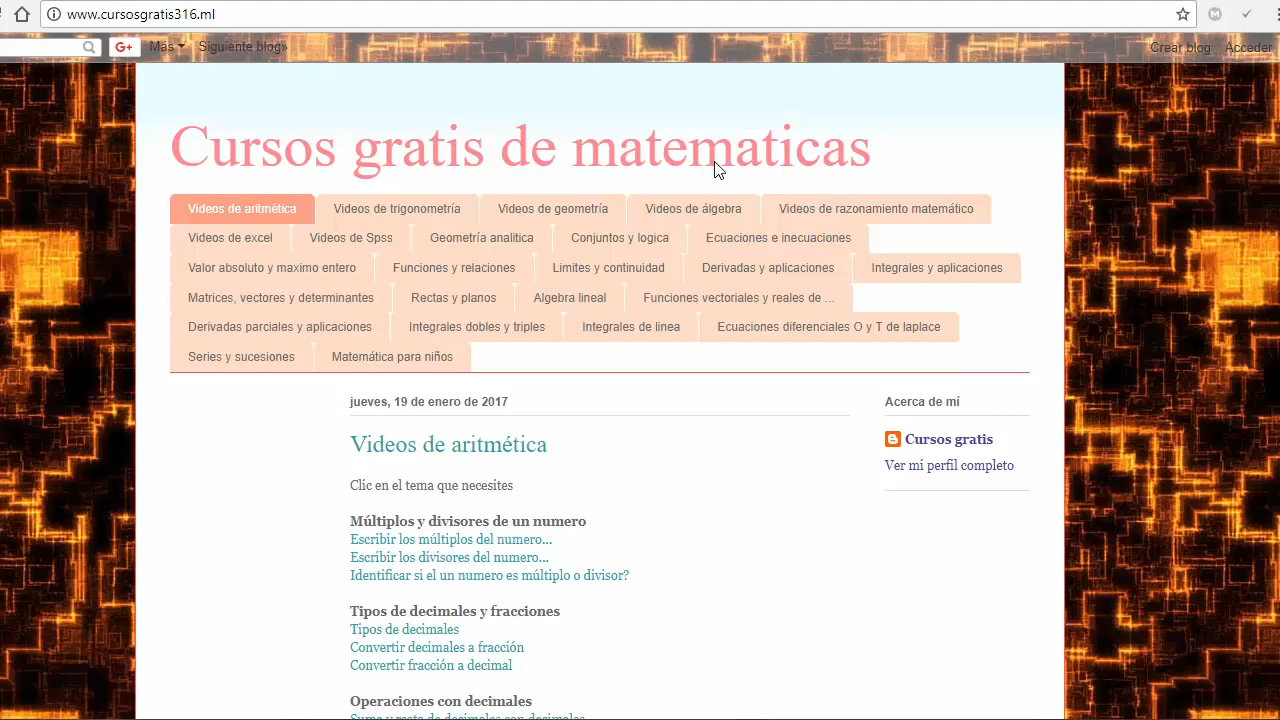 www.cursosgratis316.ml
G+ Más Siguiente blog» Crear blog Acceder
Cursos gratis de matematicas
Videos de aritmética Videos de trigonometría Videos de geometría Videos de álgebra Videos de razonamiento matemático
Videos de excel Videos de Spss Geometría analitica Conjuntos y logica Ecuaciones e inecuaciones
Valor absoluto y maximo entero Funciones y relaciones Limites y continuidad Derivadas y aplicaciones Integrales y aplicaciones
Matrices, vectores y determinantes Rectas y planos Algebra lineal Funciones vectoriales y reales de ...
Derivadas parciales y aplicaciones Integrales dobles y triples Integrales de linea Ecuaciones diferenciales O y T de laplace
Series y sucesiones Matemática para niños
jueves, 19 de enero de 2017
Videos de aritmética
Clic en el tema que necesites
Múltiplos y divisores de un numero
Escribir los múltiplos del numero...
Escribir los divisores del numero...
Identificar si el un numero es múltiplo o divisor?
Tipos de decimales y fracciones
Tipos de decimales
Convertir decimales a fracción
Convertir fracción a decimal
Operaciones con decimales
Suma y resta de decimales con decimales
Acerca de mí
Cursos gratis
Ver mi perfil completo